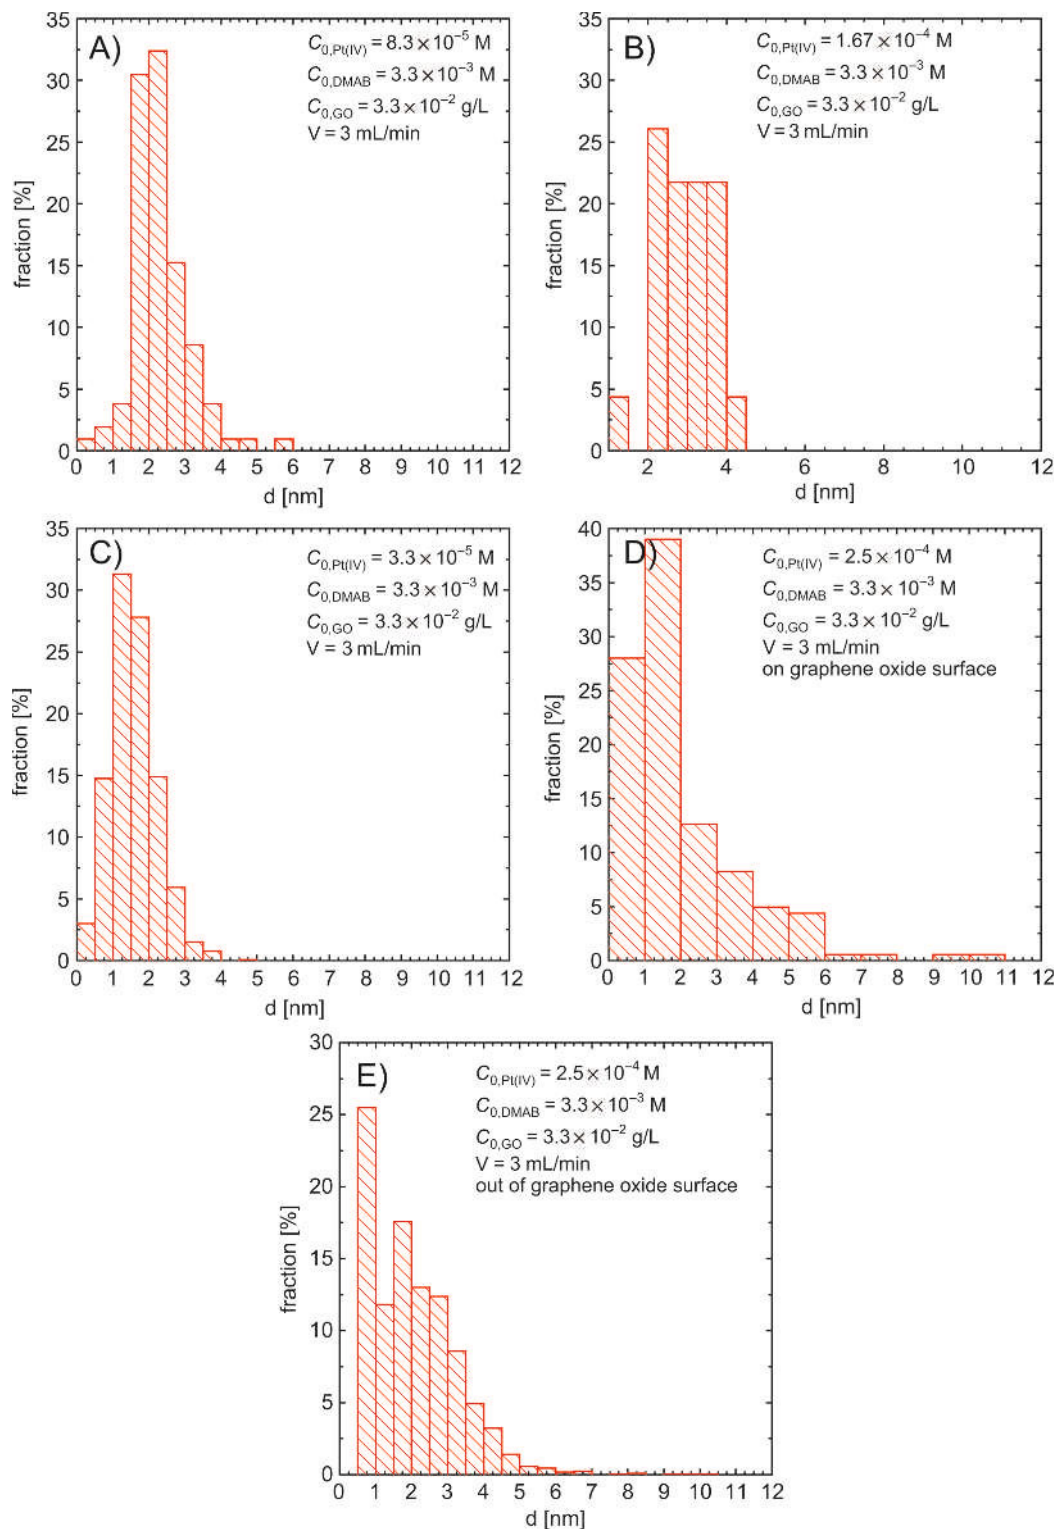 A)
C0,Pt(IV) = 8.3×10⁻⁵ M
C0,DMAB = 3.3×10⁻³ M
C0,GO = 3.3×10⁻² g/L
V = 3 mL/min
fraction [%]
35
30
25
20
15
10
5
0
0 1 2 3 4 5 6 7 8 9 10 11 12
d [nm]
B)
C0,Pt(IV) = 1.67×10⁻⁴ M
C0,DMAB = 3.3×10⁻³ M
C0,GO = 3.3×10⁻² g/L
V = 3 mL/min
fraction [%]
35
30
25
20
15
10
5
0
2 4 6 8 10 12
d [nm]
C)
C0,Pt(IV) = 3.3×10⁻⁵ M
C0,DMAB = 3.3×10⁻³ M
C0,GO = 3.3×10⁻² g/L
V = 3 mL/min
fraction [%]
35
30
25
20
15
10
5
0
0 1 2 3 4 5 6 7 8 9 10 11 12
d [nm]
D)
C0,Pt(IV) = 2.5×10⁻⁴ M
C0,DMAB = 3.3×10⁻³ M
C0,GO = 3.3×10⁻² g/L
V = 3 mL/min
on graphene oxide surface
fraction [%]
40
35
30
25
20
15
10
5
0
0 1 2 3 4 5 6 7 8 9 10 11 12
d [nm]
E)
C0,Pt(IV) = 2.5×10⁻⁴ M
C0,DMAB = 3.3×10⁻³ M
C0,GO = 3.3×10⁻² g/L
V = 3 mL/min
out of graphene oxide surface
fraction [%]
30
25
20
15
10
5
0
0 1 2 3 4 5 6 7 8 9 10 11 12
d [nm]